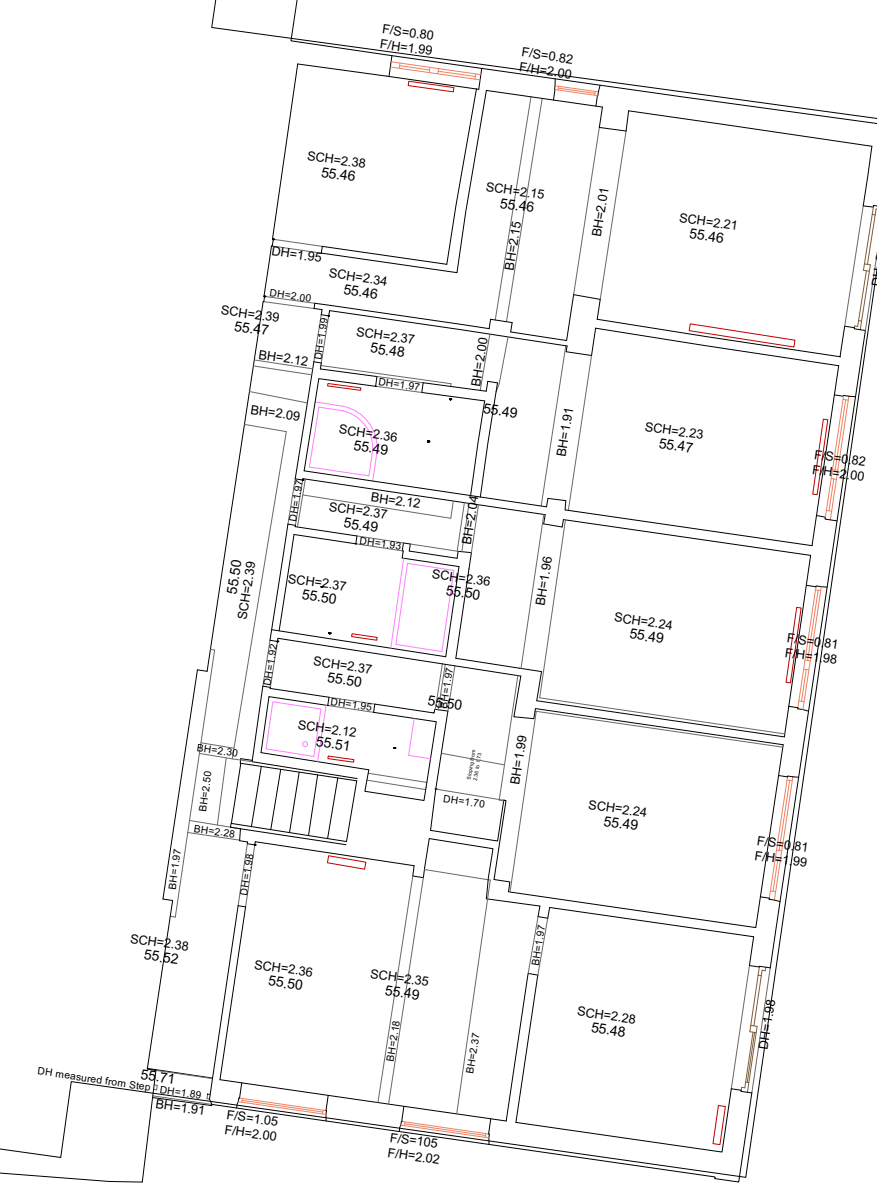 F/S=0.80
F/H=1.99
F/S=0.82
F/H=2.00
SCH=2.38
55.46
SCH=2.15
55.46
BH=2.15
BH=2.01
SCH=2.21
55.46
DH=1.95
SCH=2.34
55.46
DH=2.00
SCH=2.39
55.47
DH=1.99
SCH=2.37
55.48
BH=2.00
BH=2.12
DH=1.97
BH=2.09
55.49
SCH=2.36
55.49
BH=1.91
SCH=2.23
55.47
F/S=0.82
F/H=2.00
DH=1.97
BH=2.12
SCH=2.37
55.49
BH=2.04
DH=1.93
55.50
SCH=2.39
SCH=2.37
55.50
SCH=2.36
55.50
BH=1.96
SCH=2.24
55.49
F/S=0.81
F/H=1.98
DH=1.92
SCH=2.37
55.50
BH=1.97
55.50
DH=1.95
SCH=2.12
55.51
BH=2.30
BH=2.50
BH=1.99
DH=1.70
SCH=2.24
55.49
F/S=0.81
F/H=1.99
BH=2.28
BH=1.97
DH=1.98
SCH=2.38
55.52
SCH=2.36
55.50
SCH=2.35
55.49
BH=1.97
SCH=2.28
55.48
DH=1.98
BH=2.18
BH=2.37
55.71
DH measured from Step
DH=1.89
BH=1.91
F/S=1.05
F/H=2.00
F/S=105
F/H=2.02